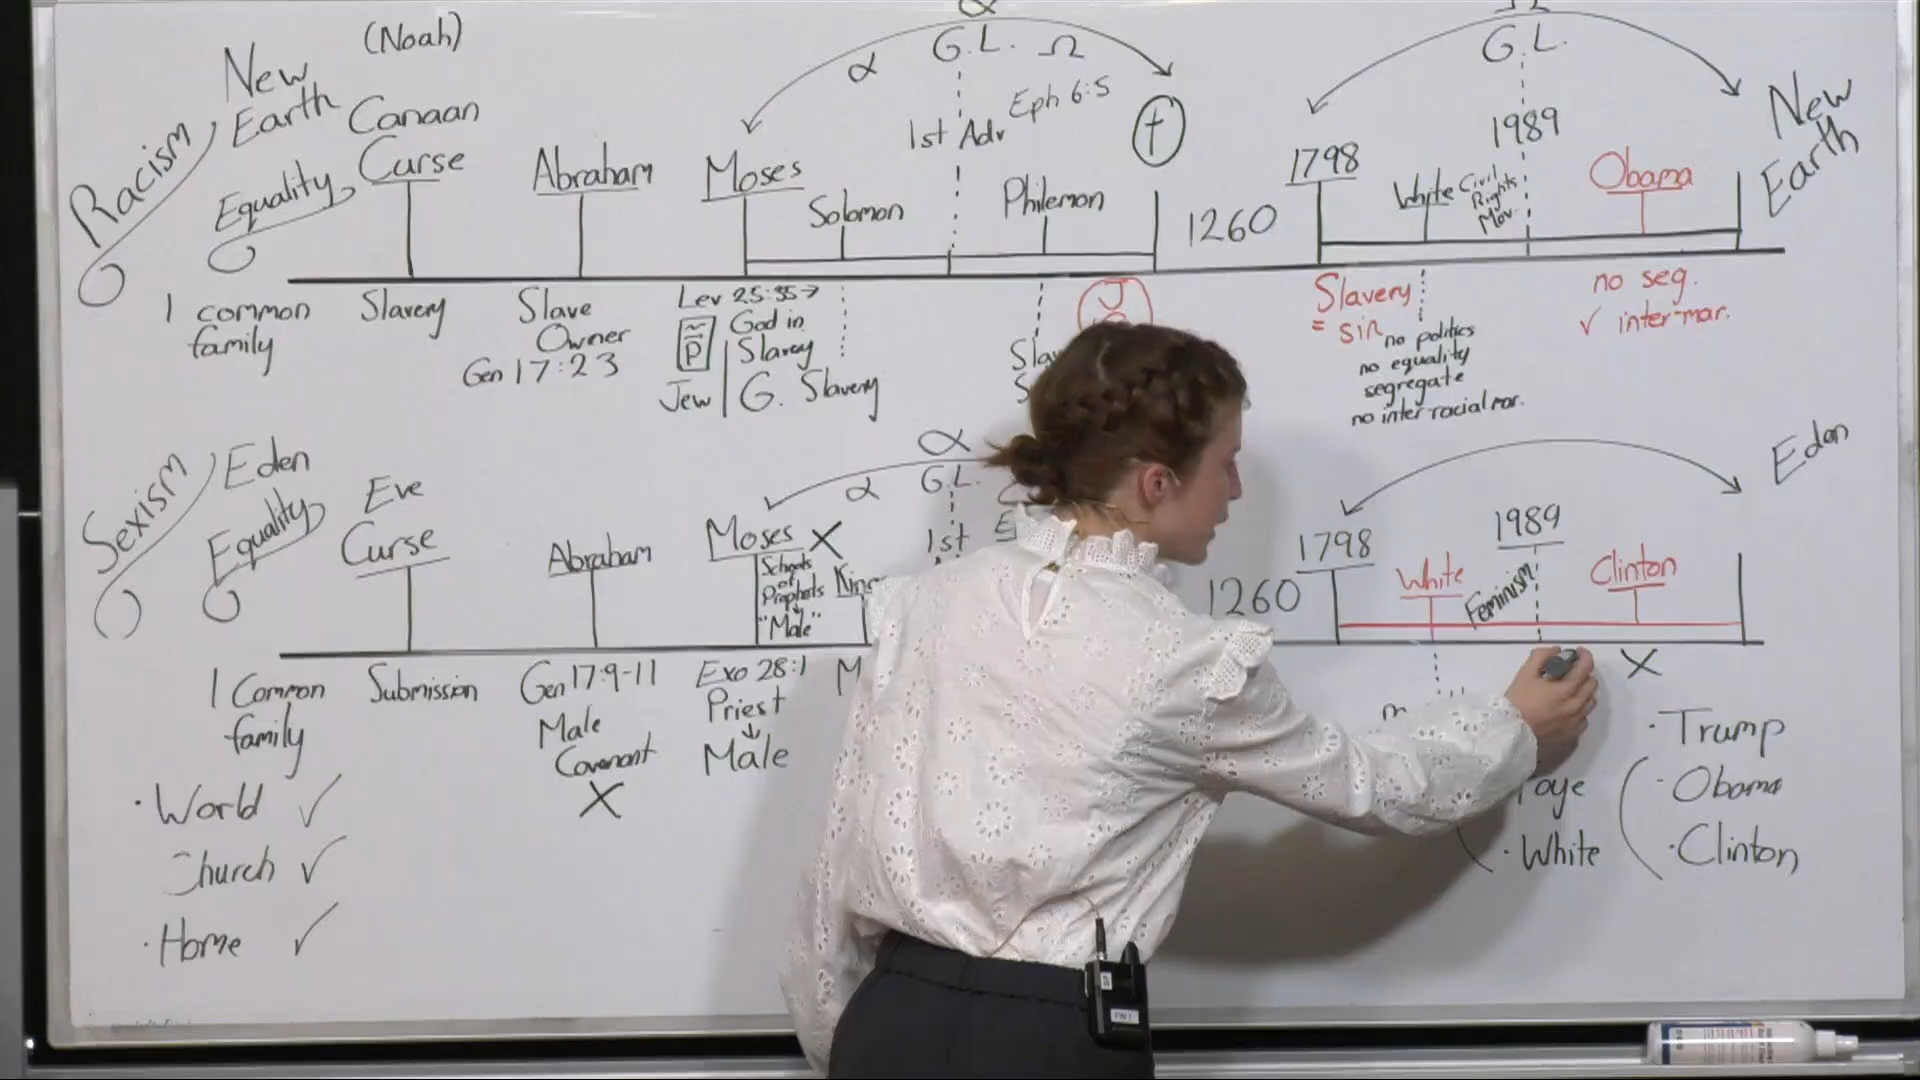 Racism
New
Earth
(Noah)
Equality
Canaan
Curse
Abraham
Moses
Solomon
α
α
G.L.
Ω
1st Adv
Eph 6:5
Philemon
1260
Ω
G.L.
1798
White
Civil
Rights
Mov.
1989
Obama
New
Earth
1 common
family
Slavery
Slave
Owner
Gen 17:23
Lev 25:55→
P
God in
Slavery
Jew
G. Slavery
J
Slavery
= sin
no politics
no equality
segregate
no inter racial mar.
no seg.
✓ inter-mar.
Sexism
Eden
Equality
Eve
Curse
Abraham
Moses X
Schools
of
Prophets
"Male"
α
α
G.L.
1st
1260
1798
White
1989
Feminism
Clinton
Eden
1 Common
family
Submission
Gen 17:9-11
Male
Covenant
X
Exo 28:1
Priest
↓
Male
X
· World ✓
Church ✓
· Home ✓
· White
· Trump
· Obama
· Clinton